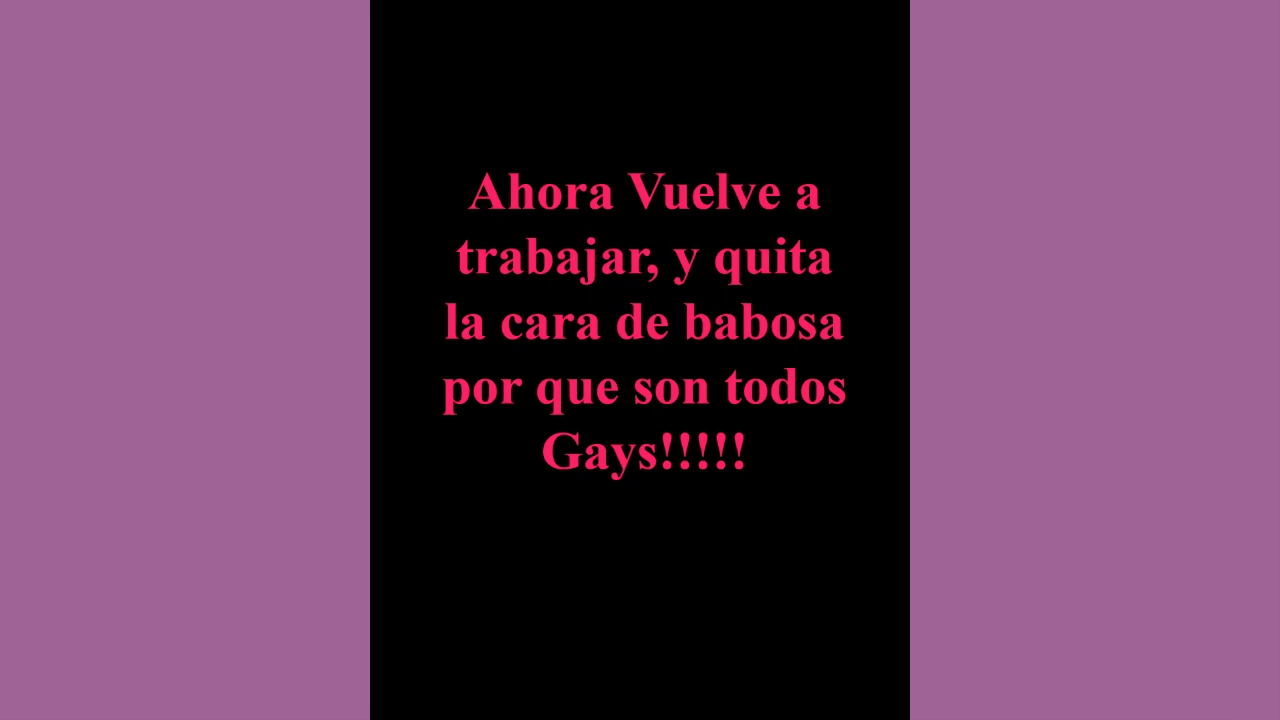 Ahora Vuelve a
trabajar, y quita
la cara de babosa
por que son todos
Gays!!!!!